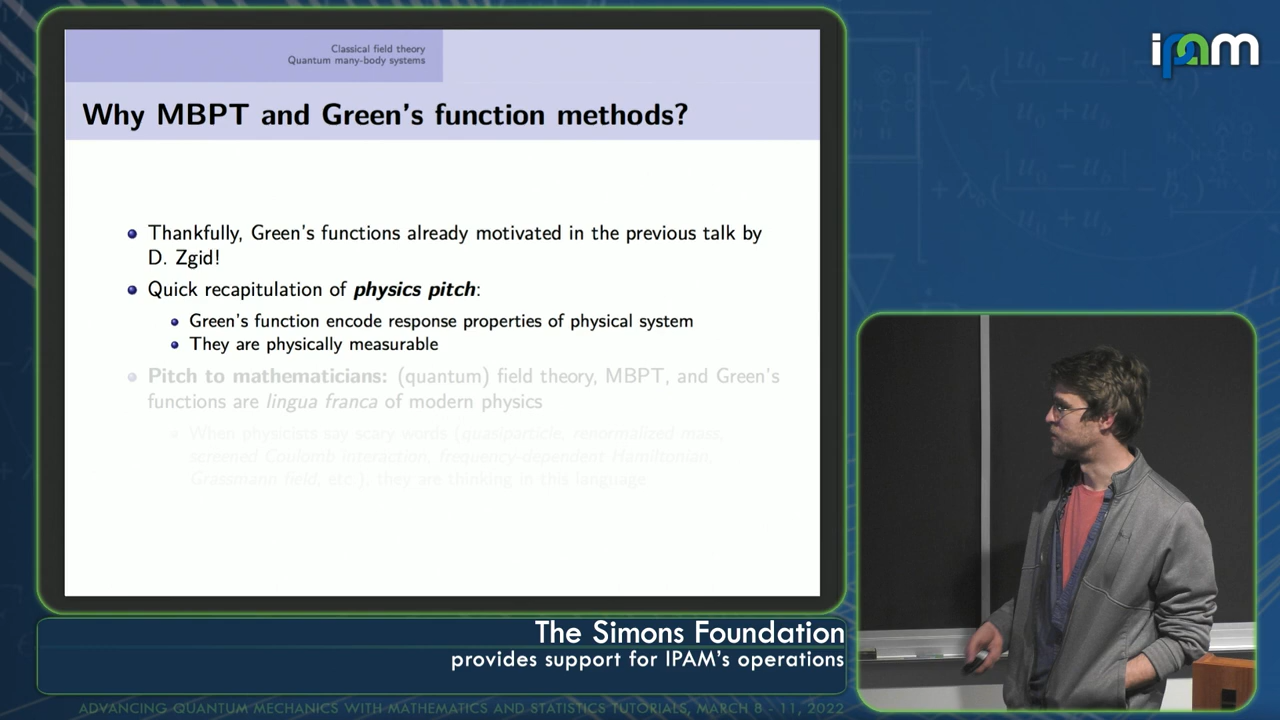 Classical field theory
Quantum many-body systems
ipam
Why MBPT and Green's function methods?
Thankfully, Green's functions already motivated in the previous talk by
D. Zgid!
Quick recapitulation of physics pitch:
Green's function encode response properties of physical system
They are physically measurable
Pitch to mathematicians: (quantum) field theory, MBPT, and Green's
functions are lingua franca of modern physics
When physicists say scary words (quasiparticle, renormalized mass,
screened Coulomb interaction, frequency-dependent Hamiltonian,
Grassmann field, etc.), they are thinking in this language
The Simons Foundation
provides support for IPAM's operations
ADVANCING QUANTUM MECHANICS WITH MATHEMATICS AND STATISTICS TUTORIALS, MARCH 8 - 11, 2022